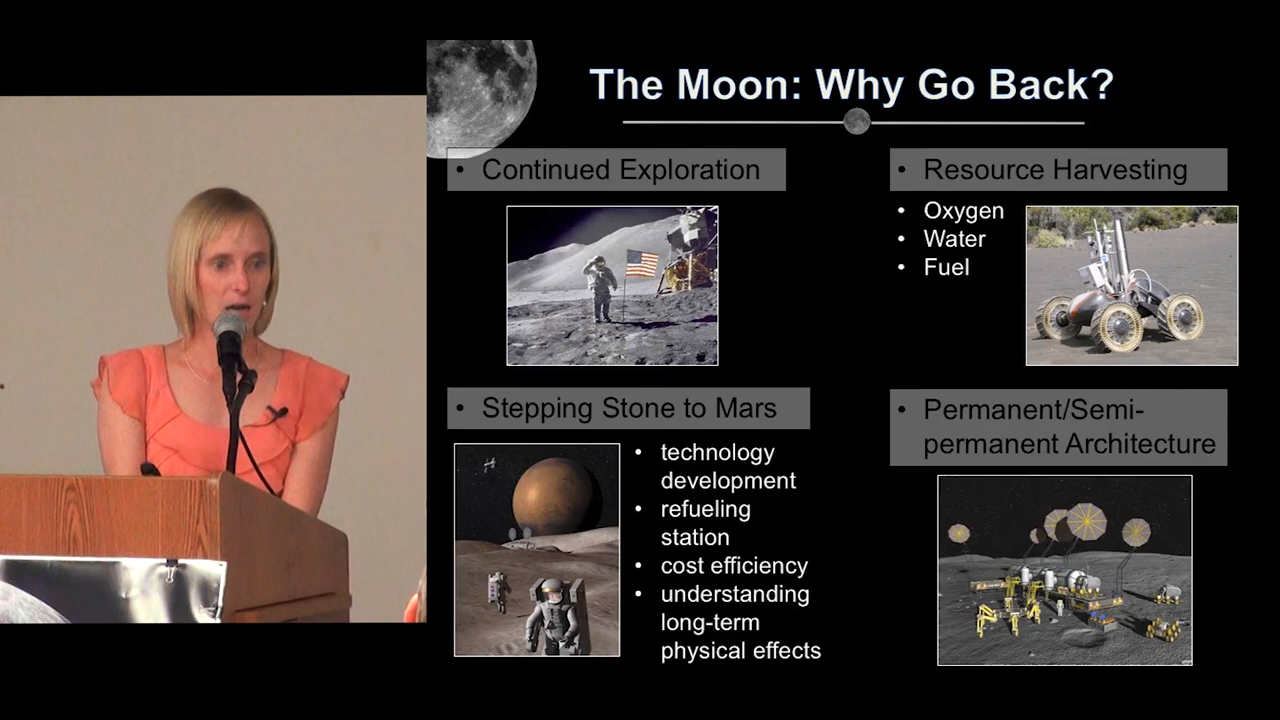 The Moon: Why Go Back?
• Continued Exploration
• Resource Harvesting
• Oxygen
• Water
• Fuel
• Stepping Stone to Mars
• technology
development
• refueling
station
• cost efficiency
• understanding
long-term
physical effects
• Permanent/Semi-
permanent Architecture